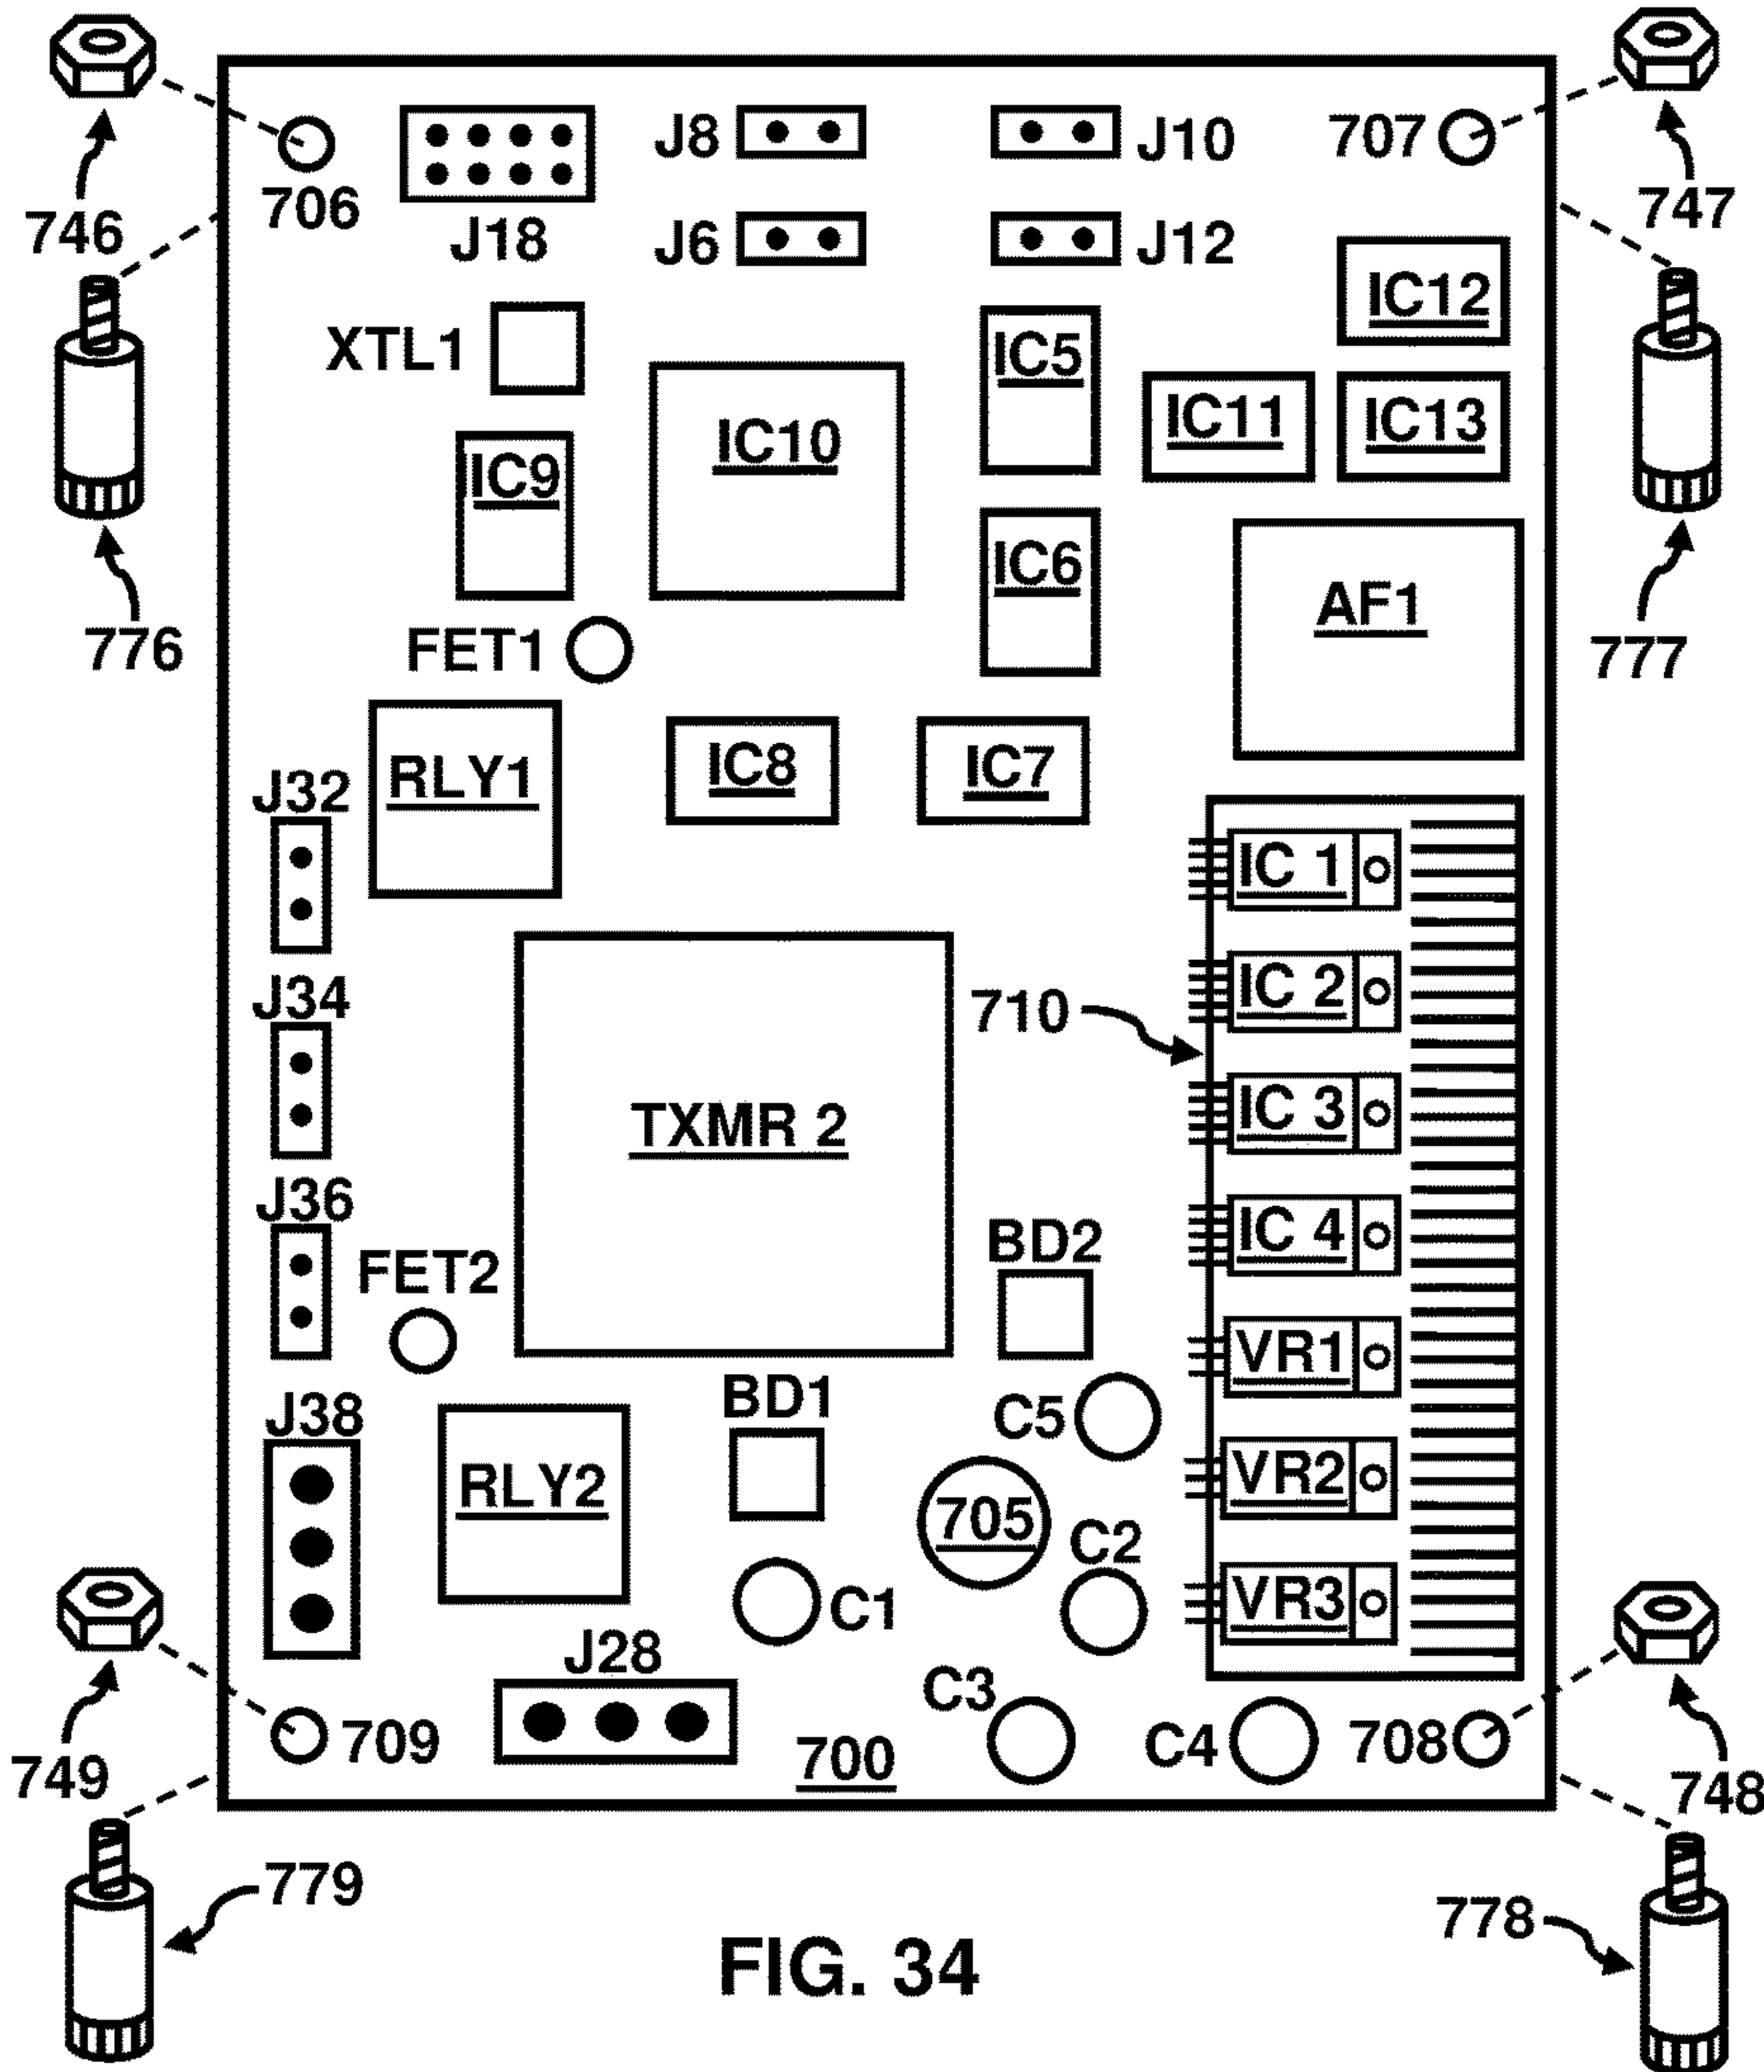 J8
J10
707
746
706
J18
J6
J12
747
IC12
XTL1
IC5
IC11
IC13
IC10
IC9
IC6
AF1
776
FET1
777
J32
RLY1
IC8
IC7
IC 1
J34
710
IC 2
TXMR 2
IC 3
J36
FET2
BD2
IC 4
VR1
J38
BD1
C5
RLY2
705
VR2
C2
C1
VR3
J28
C3
749
709
700
C4
708
748
779
778
FIG. 34